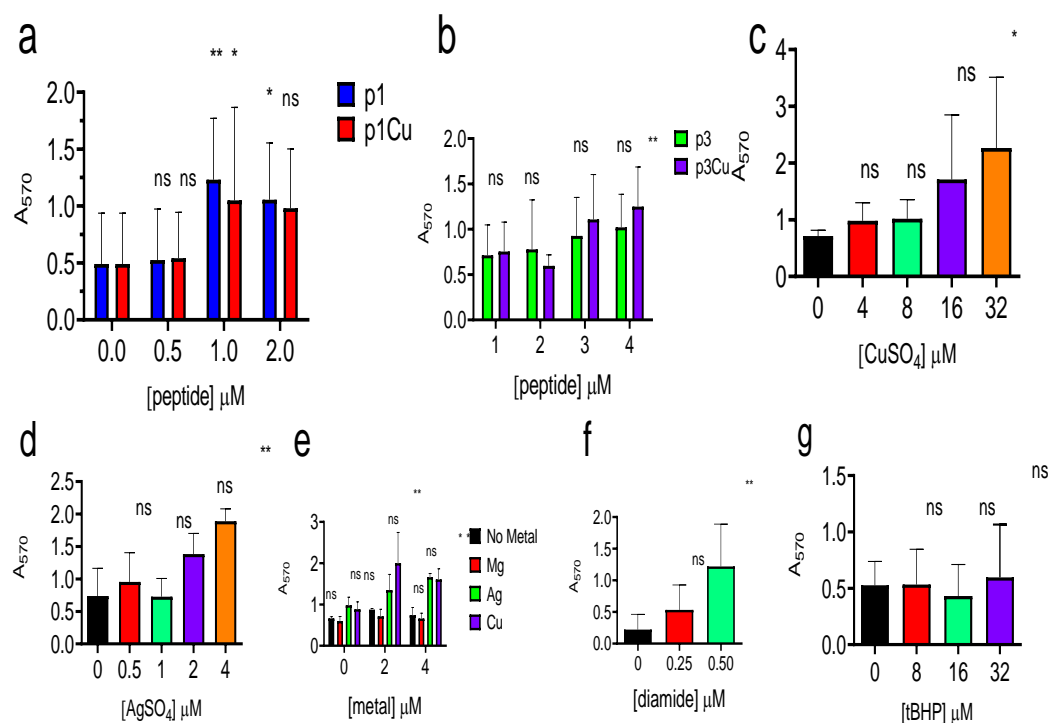 a
** *
* ns
ns ns
2.0
1.5
1.0
0.5
0.0
A570
0.0 0.5 1.0 2.0
[peptide] μM
p1
p1Cu
b
ns ns ns ns **
2.0
1.5
1.0
0.5
0.0
A570
1 2 3 4
[peptide] μM
p3
p3Cu
c
*
ns
ns ns
4
3
2
1
0
A570
0 4 8 16 32
[CuSO4] μM
d
**
ns
ns ns
2.5
2.0
1.5
1.0
0.5
0.0
A570
0 0.5 1 2 4
[AgSO4] μM
e
**
ns
* *
ns
ns ns ns ns
3
2
1
0
A570
0 2 4
[metal] μM
No Metal
Mg
Ag
Cu
f
**
ns
2.0
1.5
1.0
0.5
0.0
A570
0 0.25 0.50
[diamide] μM
g
ns
ns ns
1.5
1.0
0.5
0.0
A570
0 8 16 32
[tBHP] μM